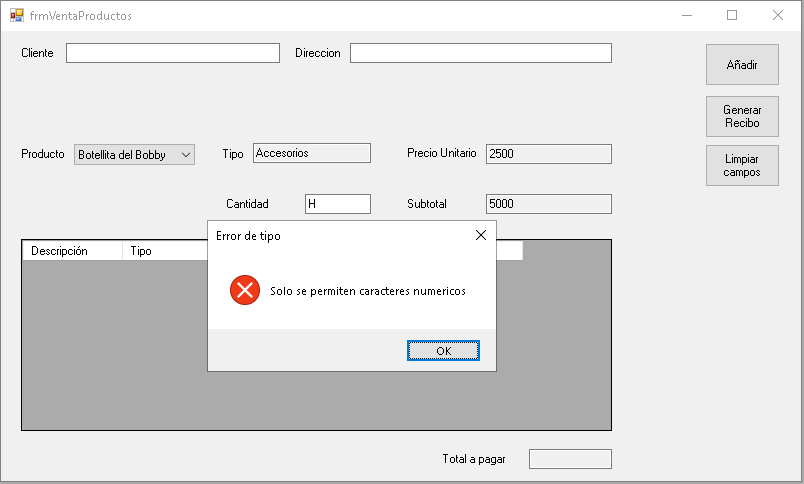 frmVentaProductos
Cliente
Direccion
Añadir
Generar
Recibo
Limpiar
campos
Producto
Botellita del Bobby
Tipo
Accesorios
Precio Unitario
2500
Cantidad
H
Subtotal
5000
Descripción
Tipo
Error de tipo
Solo se permiten caracteres numericos
OK
Total a pagar